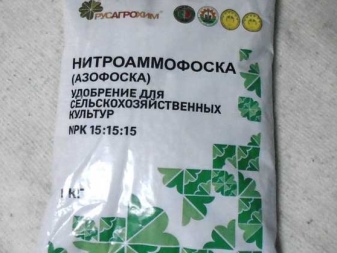 РУСАГРОХИМ
НИТРОАММОФОСКА
(АЗОФОСКА)
УДОБРЕНИЕ ДЛЯ
СЕЛЬСКОХОЗЯЙСТВЕННЫХ
КУЛЬТУР
NPK 15:15:15
1 КГ